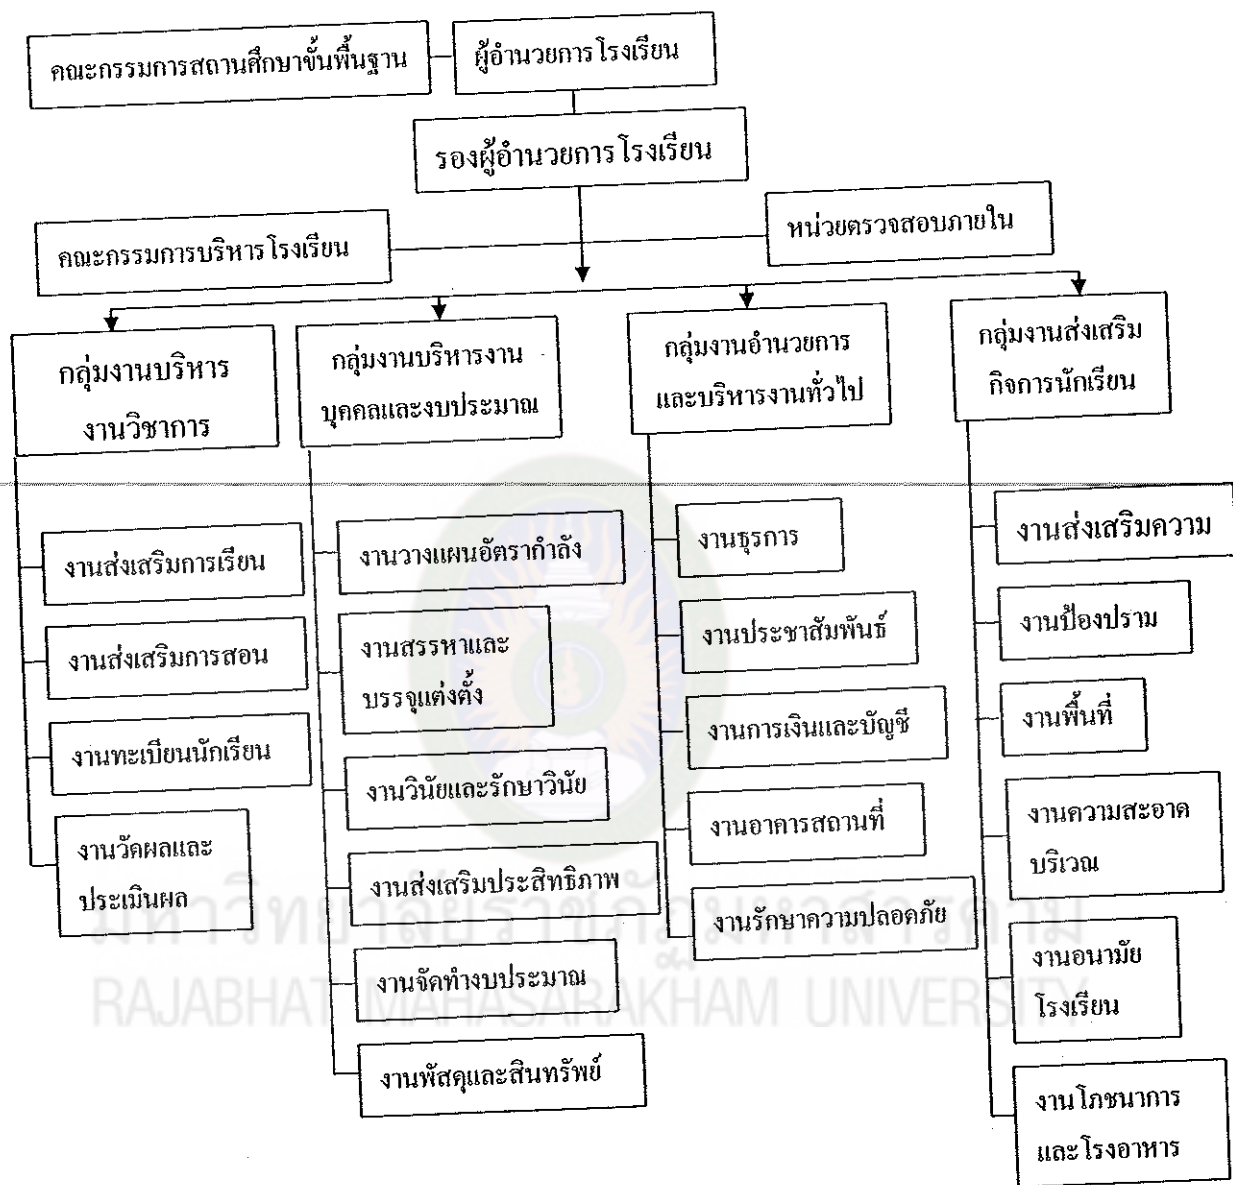 คณะกรรมการสถานศึกษาขั้นพื้นฐาน
ผู้อำนวยการโรงเรียน
รองผู้อำนวยการโรงเรียน
คณะกรรมการบริหารโรงเรียน
หน่วยตรวจสอบภายใน
กลุ่มงานบริหาร
งานวิชาการ
กลุ่มงานบริหารงาน
บุคคลและงบประมาณ
กลุ่มงานอำนวยการ
และบริหารงานทั่วไป
กลุ่มงานส่งเสริม
กิจการนักเรียน
งานส่งเสริมการเรียน
งานส่งเสริมการสอน
งานทะเบียนนักเรียน
งานวัดผลและ
ประเมินผล
งานวางแผนอัตรากำลัง
งานสรรหาและ
บรรจุแต่งตั้ง
งานวินัยและรักษาวินัย
งานส่งเสริมประสิทธิภาพ
งานจัดทำงบประมาณ
งานพัสดุและสินทรัพย์
งานธุรการ
งานประชาสัมพันธ์
งานการเงินและบัญชี
งานอาคารสถานที่
งานรักษาความปลอดภัย
งานส่งเสริมความ
งานป้องปราม
งานพื้นที่
งานความสะอาด
บริเวณ
งานอนามัย
โรงเรียน
งานโภชนาการ
และโรงอาหาร
มหาวิทยาลัยราชภัฏมหาสารคาม
RAJABHAT MAHASARAKHAM UNIVERSITY